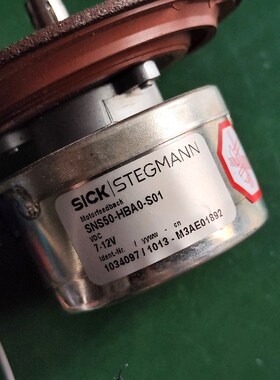 SICK|STEGMANN
Motorfeedback
SNS50-HBA0-S01
VDC
7-12V
Ident-Nr. / yyww - sn
1034097 / 1013 - M3AE01892